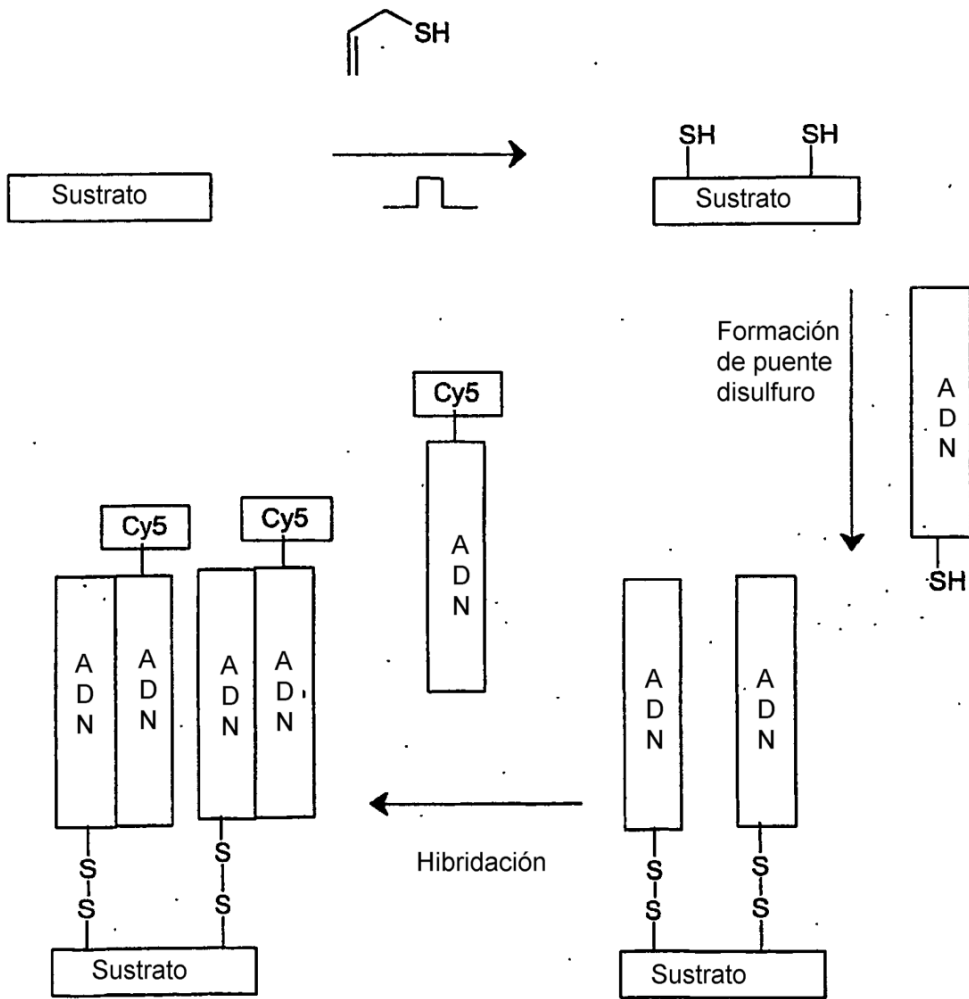 SH
SH
SH
Sustrato
Sustrato
Formación
de puente
disulfuro
A
D
N
SH
Cy5
A
D
N
Cy5
Cy5
A
D
N
A
D
N
A
D
N
A
D
N
A
D
N
A
D
N
Hibridación
S
S
S
S
S
S
S
S
Sustrato
Sustrato